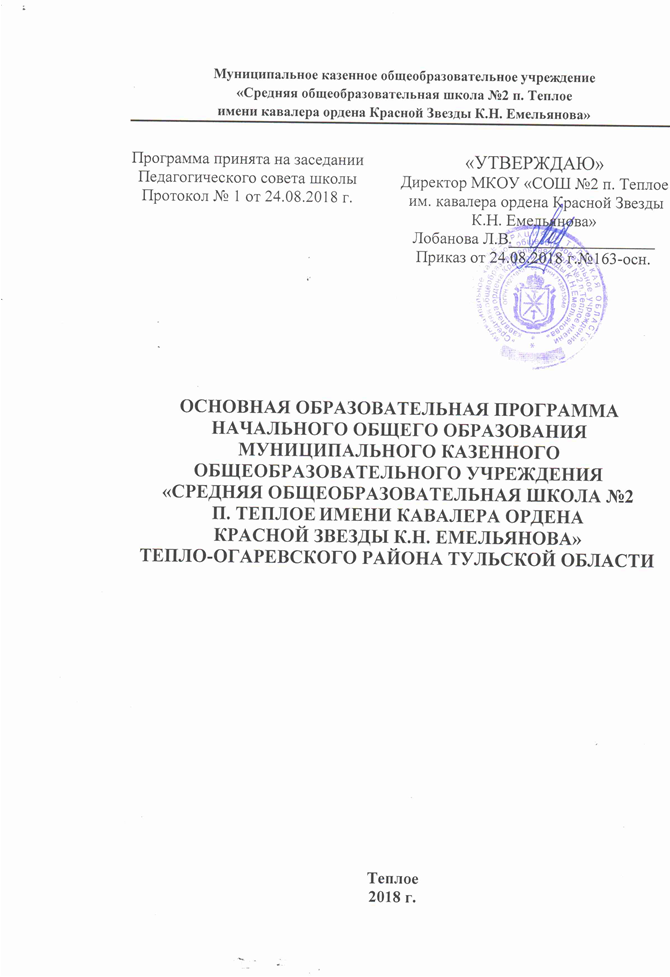 Муниципальное казенное общеобразовательное учреждение
«Средняя общеобразовательная школа №2 п. Теплое
имени кавалера ордена Красной Звезды К.Н. Емельянова»
Программа принята на заседании
Педагогического совета школы
Протокол № 1 от 24.08.2018 г.
«УТВЕРЖДАЮ»
Директор МКОУ «СОШ №2 п. Теплое
им. кавалера ордена Красной Звезды
К.Н. Емельянова»
Лобанова Л.В.
Приказ от 24.08.2018 г.№163-осн.
ОСНОВНАЯ ОБРАЗОВАТЕЛЬНАЯ ПРОГРАММА
НАЧАЛЬНОГО ОБЩЕГО ОБРАЗОВАНИЯ
МУНИЦИПАЛЬНОГО КАЗЕННОГО
ОБЩЕОБРАЗОВАТЕЛЬНОГО УЧРЕЖДЕНИЯ
«СРЕДНЯЯ ОБЩЕОБРАЗОВАТЕЛЬНАЯ ШКОЛА №2
П. ТЕПЛОЕ ИМЕНИ КАВАЛЕРА ОРДЕНА
КРАСНОЙ ЗВЕЗДЫ К.Н. ЕМЕЛЬЯНОВА»
ТЕПЛО-ОГАРЕВСКОГО РАЙОНА ТУЛЬСКОЙ ОБЛАСТИ
Теплое
2018 г.